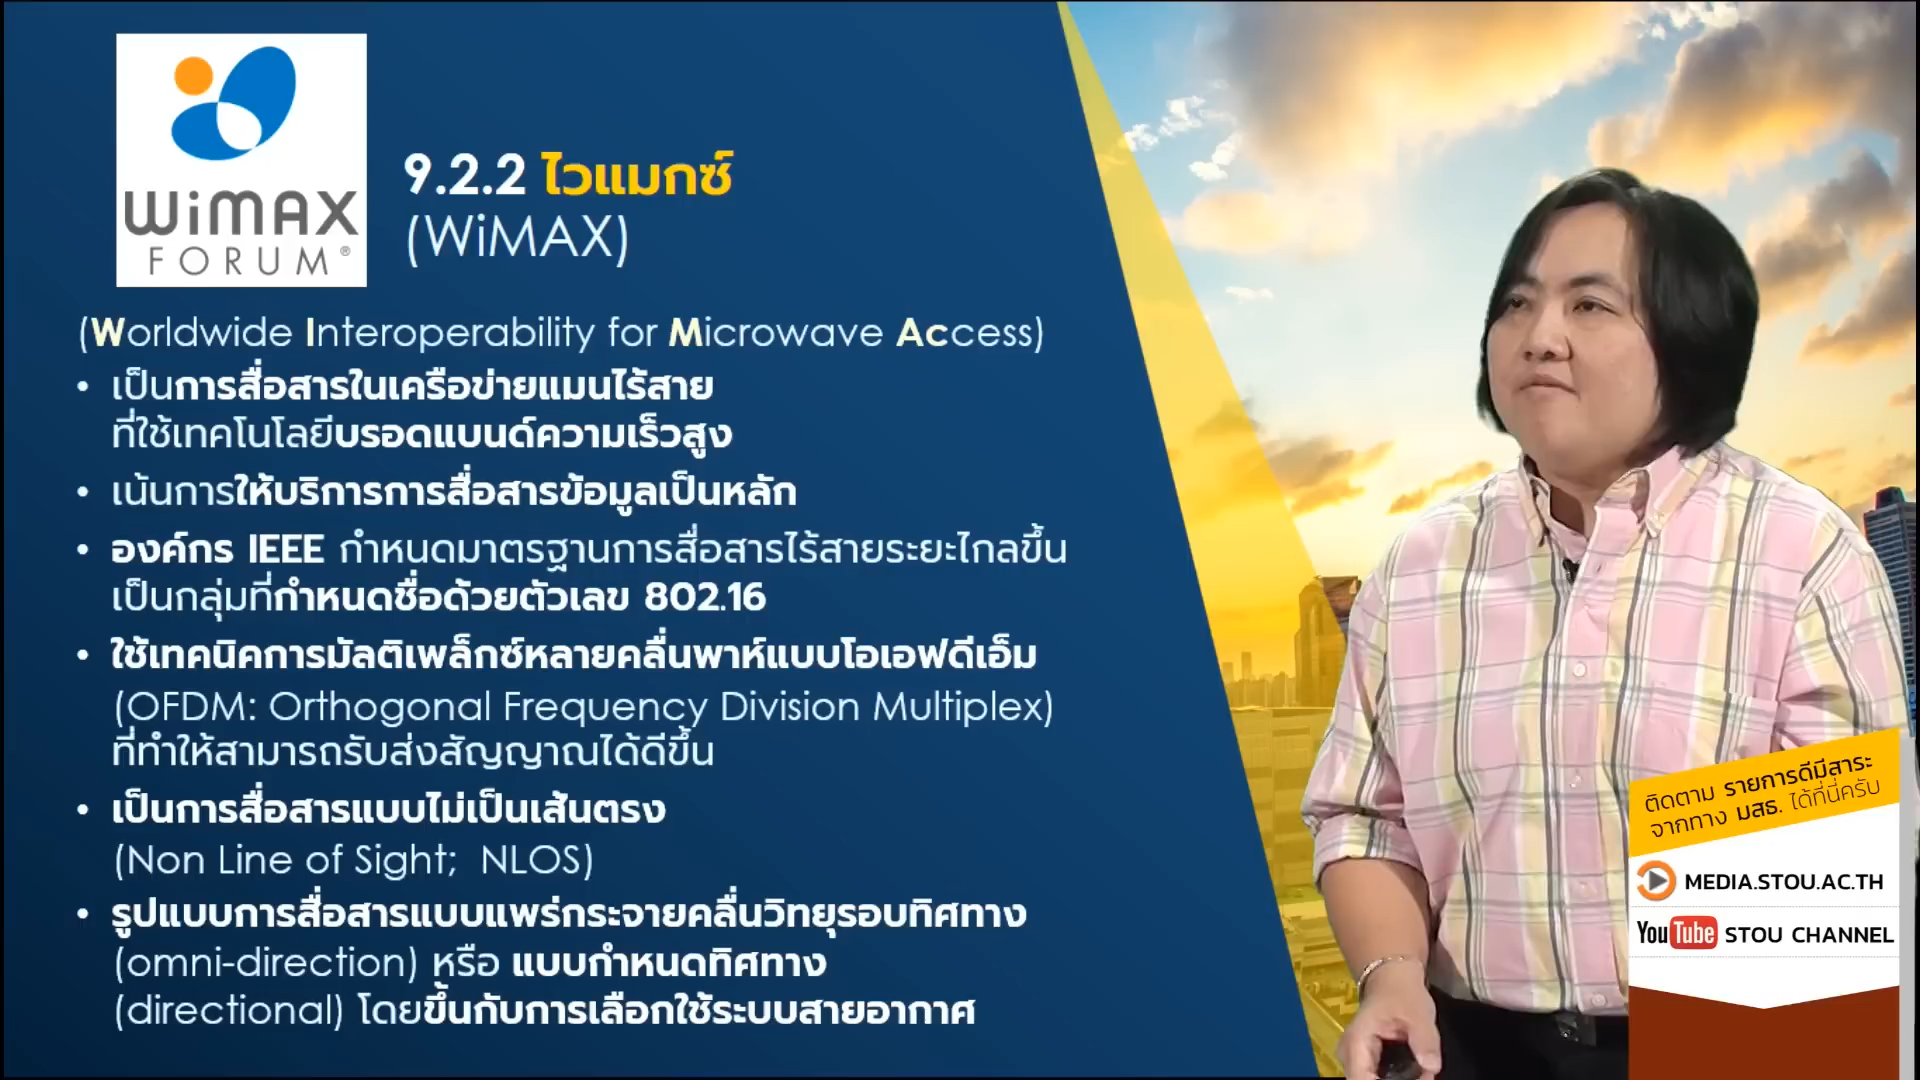 WiMAX
FORUM®
9.2.2 ไวแมกซ์
(WiMAX)
(Worldwide Interoperability for Microwave Access)
• เป็นการสื่อสารในเครือข่ายแมนไร้สาย
ที่ใช้เทคโนโลยีบรอดแบนด์ความเร็วสูง
• เน้นการให้บริการการสื่อสารข้อมูลเป็นหลัก
• องค์กร IEEE กำหนดมาตรฐานการสื่อสารไร้สายระยะไกลขึ้น
เป็นกลุ่มที่กำหนดชื่อด้วยตัวเลข 802.16
• ใช้เทคนิคการมัลติเพล็กซ์หลายคลื่นพาห์แบบโอเอฟดีเอ็ม
(OFDM: Orthogonal Frequency Division Multiplex)
ที่ทำให้สามารถรับส่งสัญญาณได้ดีขึ้น
• เป็นการสื่อสารแบบไม่เป็นเส้นตรง
(Non Line of Sight; NLOS)
• รูปแบบการสื่อสารแบบแพร่กระจายคลื่นวิทยุรอบทิศทาง
(omni-direction) หรือ แบบกำหนดทิศทาง
(directional) โดยขึ้นกับการเลือกใช้ระบบสายอากาศ
ติดตาม รายการดีมีสาระ
จากทาง มสธ. ได้ที่นี่ครับ
MEDIA.STOU.AC.TH
YouTube STOU CHANNEL